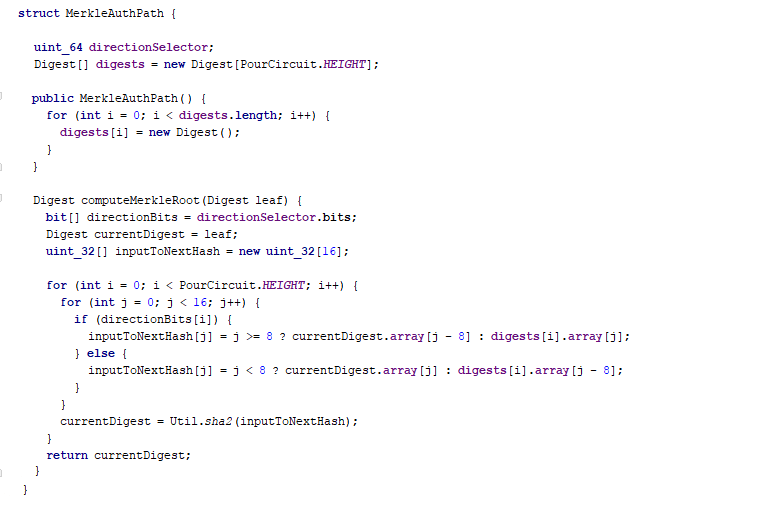 struct MerkleAuthPath {
uint_64 directionSelector;
Digest[] digests = new Digest[PourCircuit.HEIGHT];
public MerkleAuthPath() {
for (int i = 0; i < digests.length; i++) {
digests[i] = new Digest();
}
}
Digest computeMerkleRoot(Digest leaf) {
bit[] directionBits = directionSelector.bits;
Digest currentDigest = leaf;
uint_32[] inputToNextHash = new uint_32[16];
for (int i = 0; i < PourCircuit.HEIGHT; i++) {
for (int j = 0; j < 16; j++) {
if (directionBits[i]) {
inputToNextHash[j] = j >= 8 ? currentDigest.array[j - 8] : digests[i].array[j];
} else {
inputToNextHash[j] = j < 8 ? currentDigest.array[j] : digests[i].array[j - 8];
}
}
currentDigest = Util.sha2(inputToNextHash);
}
return currentDigest;
}
}